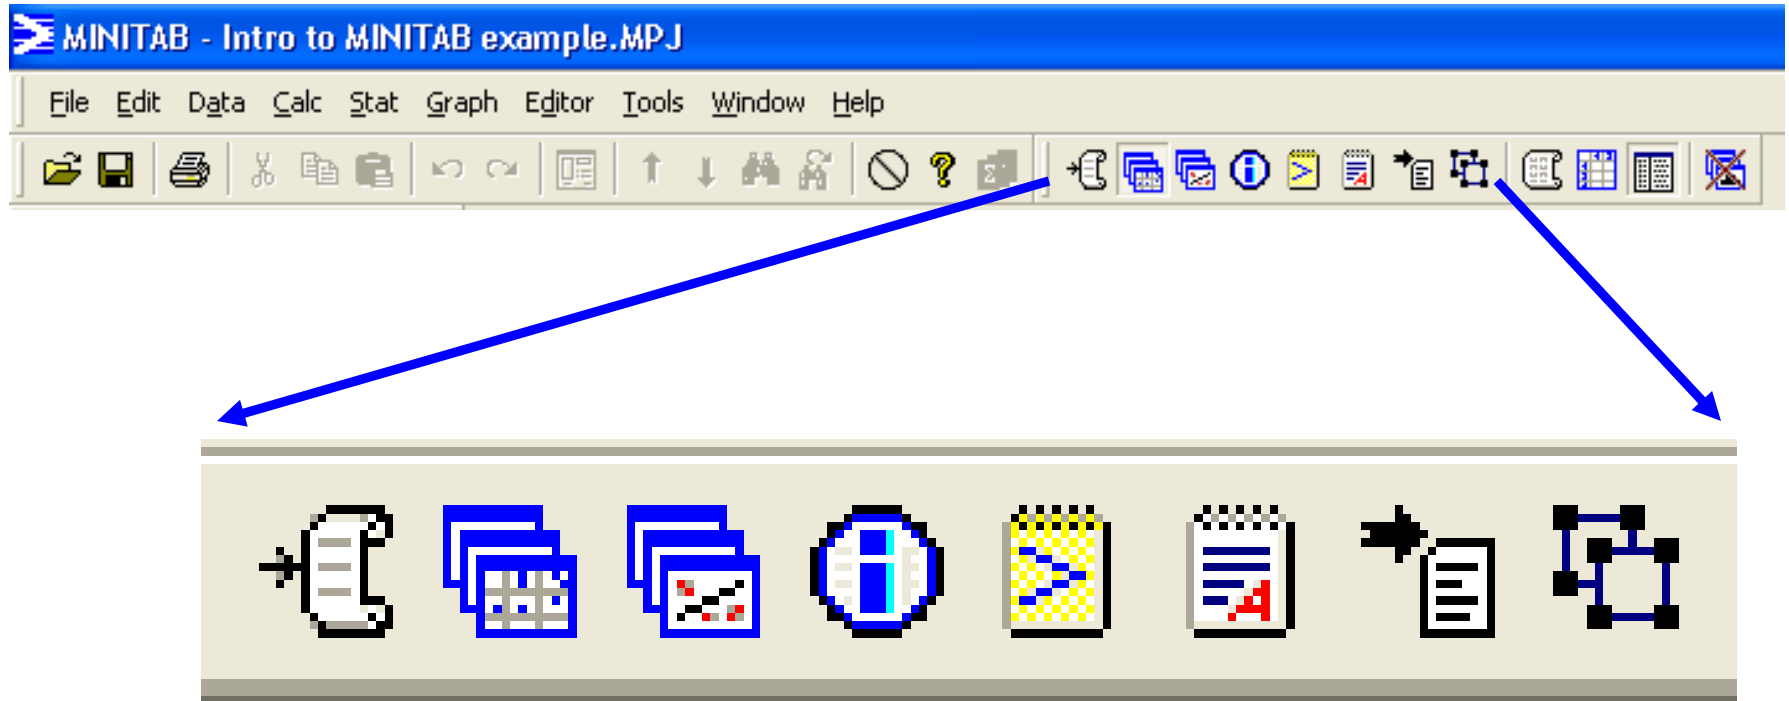 MINITAB - Intro to MINITAB example.MPJ
File Edit Data Calc Stat Graph Editor Tools Window Help